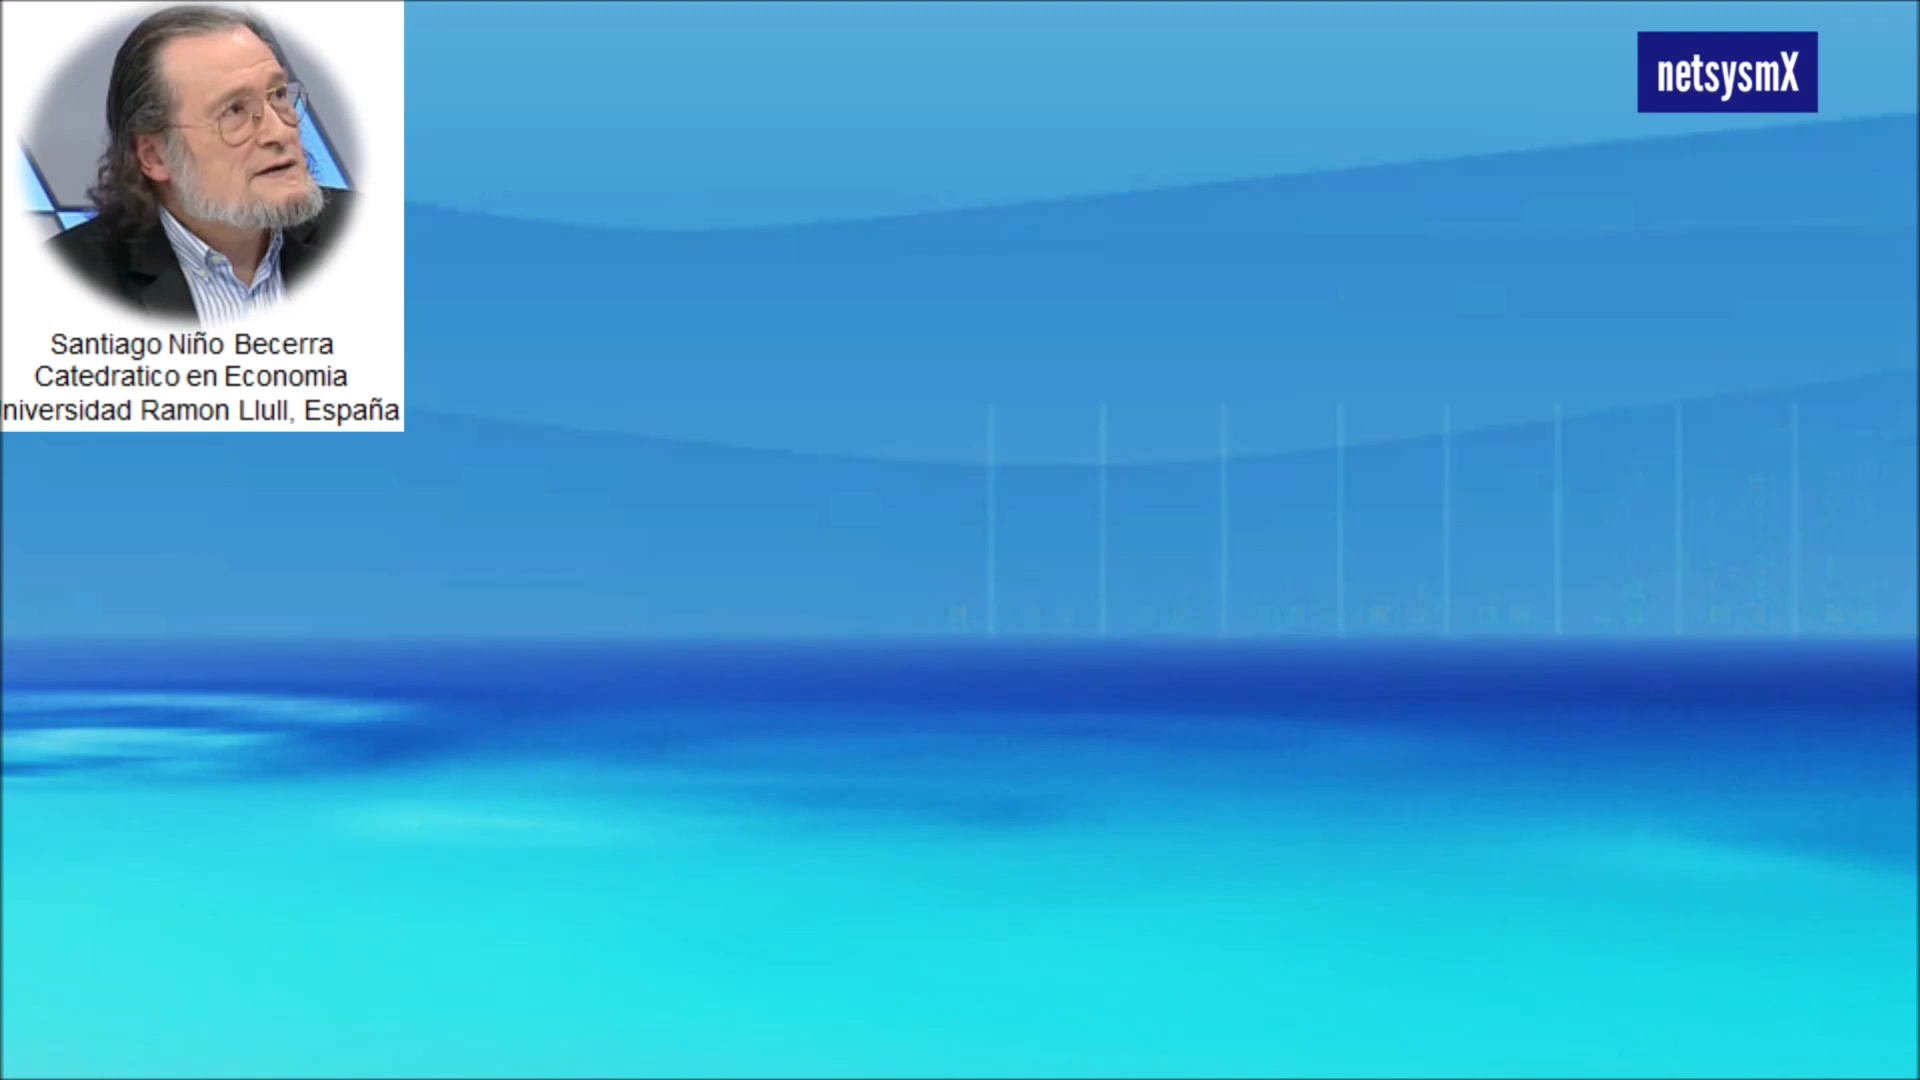 netsysmX
Santiago Niño Becerra
Catedratico en Economia
niversidad Ramon Llull, España